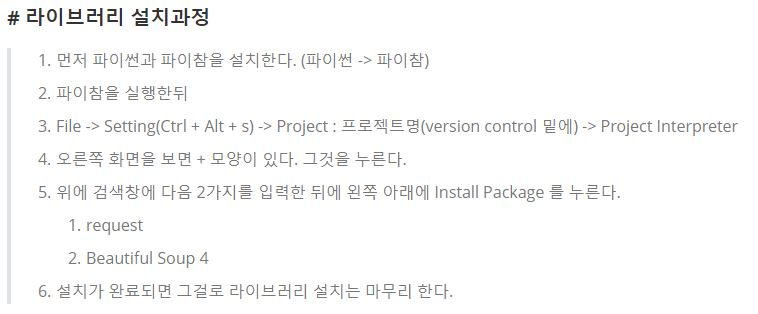 # 라이브러리 설치과정
1. 먼저 파이썬과 파이참을 설치한다. (파이썬 -> 파이참)
2. 파이참을 실행한뒤
3. File -> Setting(Ctrl + Alt + s) -> Project : 프로젝트명(version control 밑에) -> Project Interpreter
4. 오른쪽 화면을 보면 + 모양이 있다. 그것을 누른다.
5. 위에 검색창에 다음 2가지를 입력한 뒤에 왼쪽 아래에 Install Package 를 누른다.
1. request
2. Beautiful Soup 4
6. 설치가 완료되면 그걸로 라이브러리 설치는 마무리 한다.